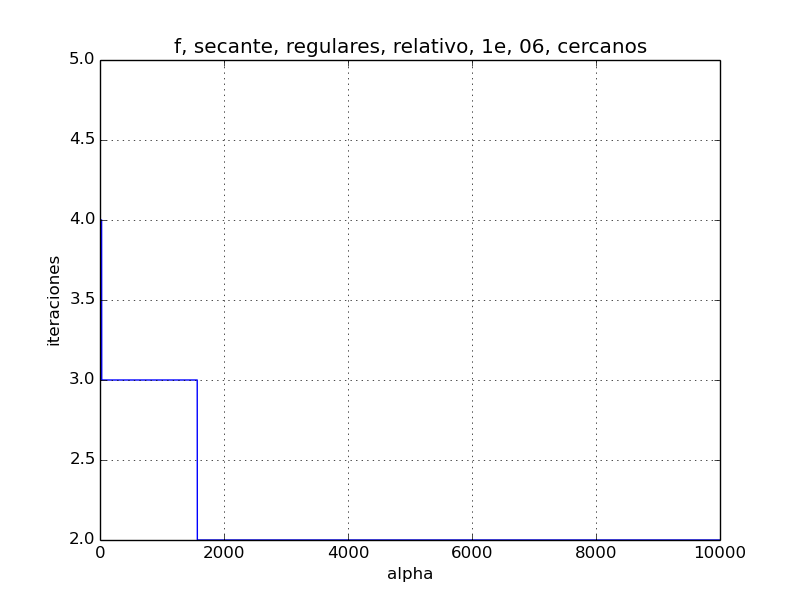 f, secante, regulares, relativo, 1e, 06, cercanos
5.0
4.5
4.0
3.5
3.0
2.5
2.0
iteraciones
0 2000 4000 6000 8000 10000
alpha